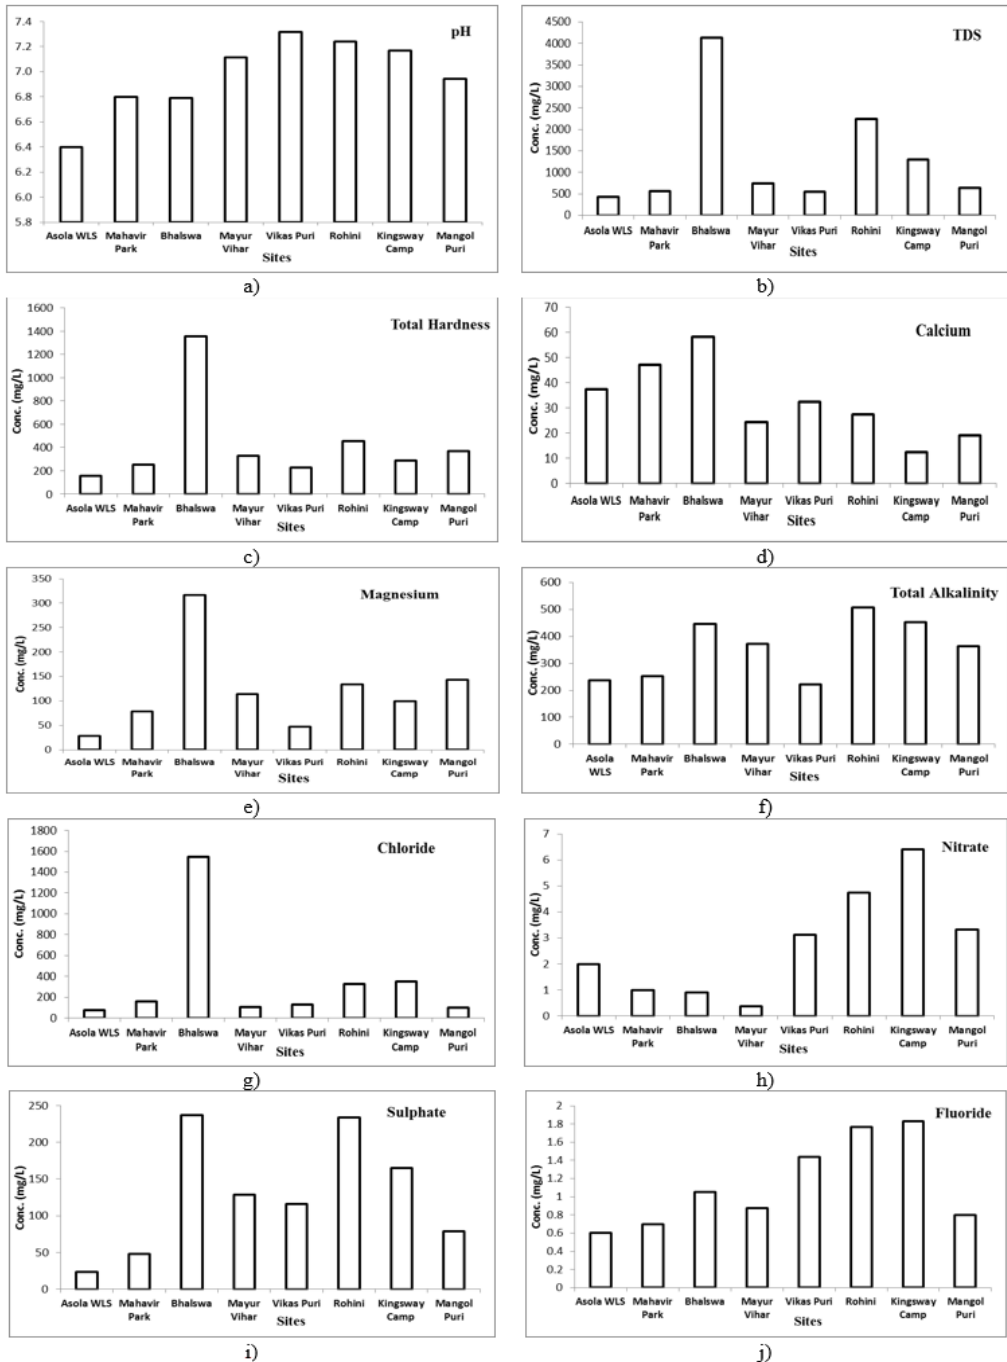 pH
7.4
7.2
7.0
6.8
6.6
6.4
6.2
6.0
5.8
Asola WLS Mahavir Park Bhalswa Mayur Vihar Vikas Puri Rohini Kingsway Camp Mangol Puri
Sites
a)
TDS
Conc. (mg/L)
4500
4000
3500
3000
2500
2000
1500
1000
500
0
Asola WLS Mahavir Park Bhalswa Mayur Vihar Vikas Puri Rohini Kingsway Camp Mangol Puri
Sites
b)
Total Hardness
Conc. (mg/L)
1600
1400
1200
1000
800
600
400
200
0
Asola WLS Mahavir Park Bhalswa Mayur Vihar Vikas Puri Rohini Kingsway Camp Mangol Puri
Sites
c)
Calcium
Conc. (mg/L)
70
60
50
40
30
20
10
0
Asola WLS Mahavir Park Bhalswa Mayur Vihar Vikas Puri Rohini Kingsway Camp Mangol Puri
Sites
d)
Magnesium
Conc. (mg/L)
350
300
250
200
150
100
50
0
Asola WLS Mahavir Park Bhalswa Mayur Vihar Vikas Puri Rohini Kingsway Camp Mangol Puri
Sites
e)
Total Alkalinity
Conc. (mg/L)
600
500
400
300
200
100
0
Asola WLS Mahavir Park Bhalswa Mayur Vihar Vikas Puri Rohini Kingsway Camp Mangol Puri
Sites
f)
Chloride
Conc. (mg/L)
1800
1600
1400
1200
1000
800
600
400
200
0
Asola WLS Mahavir Park Bhalswa Mayur Vihar Vikas Puri Rohini Kingsway Camp Mangol Puri
Sites
g)
Nitrate
Conc. (mg/L)
7
6
5
4
3
2
1
0
Asola WLS Mahavir Park Bhalswa Mayur Vihar Vikas Puri Rohini Kingsway Camp Mangol Puri
Sites
h)
Sulphate
Conc. (mg/L)
250
200
150
100
50
0
Asola WLS Mahavir Park Bhalswa Mayur Vihar Vikas Puri Rohini Kingsway Camp Mangol Puri
Sites
i)
Fluoride
Conc. (mg/L)
2
1.8
1.6
1.4
1.2
1
0.8
0.6
0.4
0.2
0
Asola WLS Mahavir Park Bhalswa Mayur Vihar Vikas Puri Rohini Kingsway Camp Mangol Puri
Sites
j)